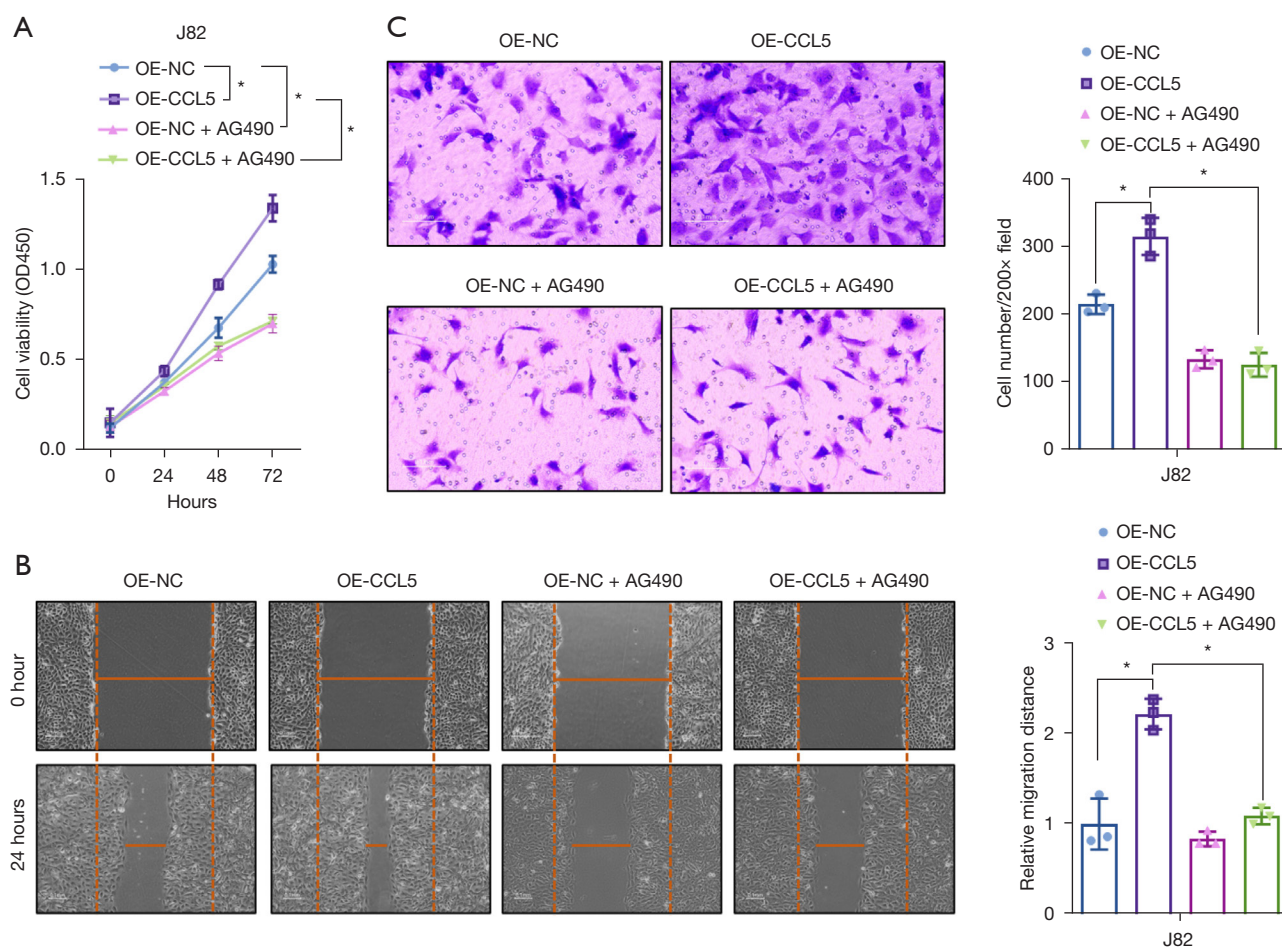 A
J82
OE-NC
OE-CCL5
OE-NC + AG490
OE-CCL5 + AG490
*
*
*
1.5
1.0
0.5
0.0
Cell viability (OD450)
0 24 48 72
Hours
C
OE-NC OE-CCL5
OE-NC + AG490 OE-CCL5 + AG490
OE-NC
OE-CCL5
OE-NC + AG490
OE-CCL5 + AG490
* *
400
300
200
100
0
Cell number/200× field
J82
B
OE-NC OE-CCL5 OE-NC + AG490 OE-CCL5 + AG490
0 hour
24 hours
OE-NC
OE-CCL5
OE-NC + AG490
OE-CCL5 + AG490
* *
3
2
1
0
Relative migration distance
J82